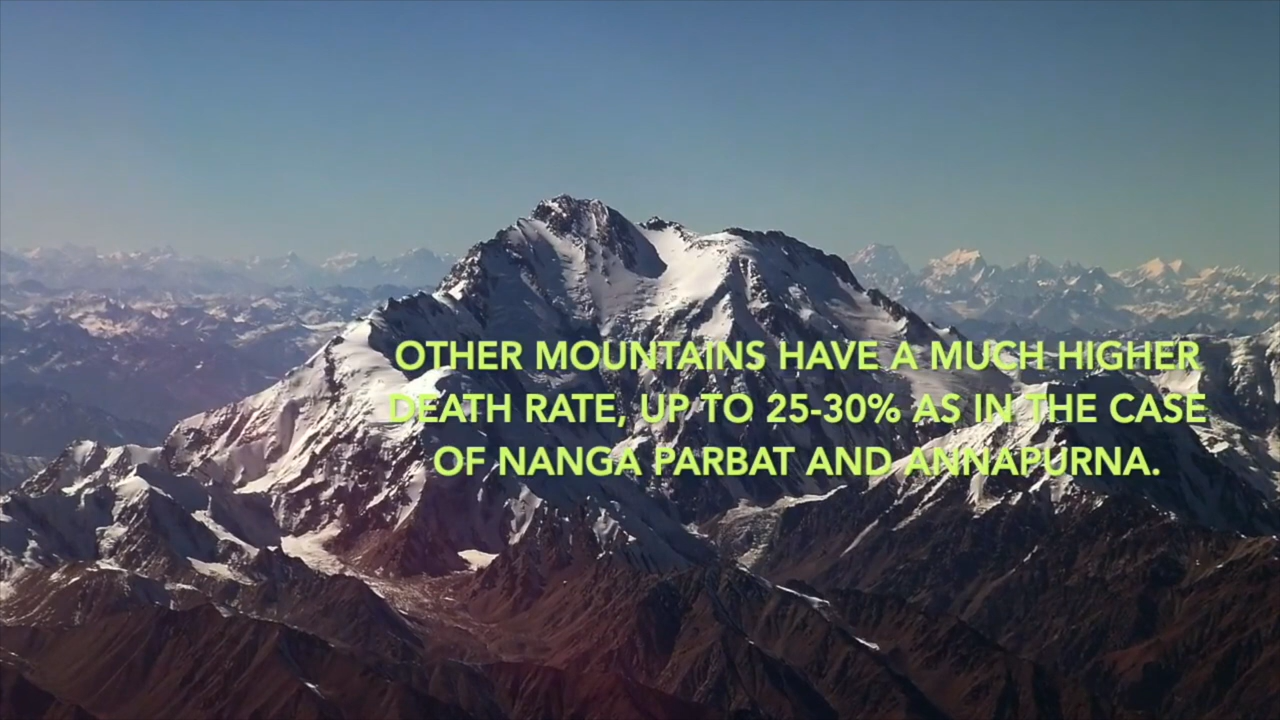 OTHER MOUNTAINS HAVE A MUCH HIGHER
DEATH RATE, UP TO 25-30% AS IN THE CASE
OF NANGA PARBAT AND ANNAPURNA.